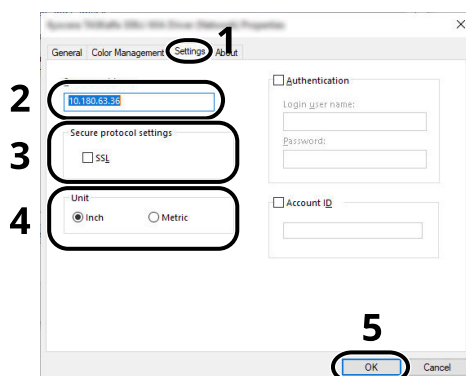 1
General Color Management Settings About
2
10.180.63.36
3
Secure protocol settings
SSL
4
Unit
Inch Metric
Authentication
Login user name:
Password:
Account ID
5
OK Cancel